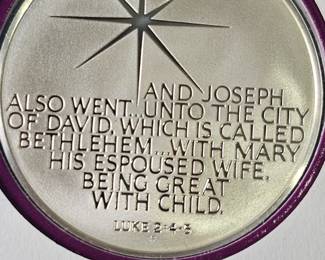 AND JOSEPH
ALSO WENT...UNTO THE CITY
OF DAVID, WHICH IS CALLED
BETHLEHEM...WITH MARY
HIS ESPOUSED WIFE,
BEING GREAT
WITH CHILD.
LUKE 2:4-5